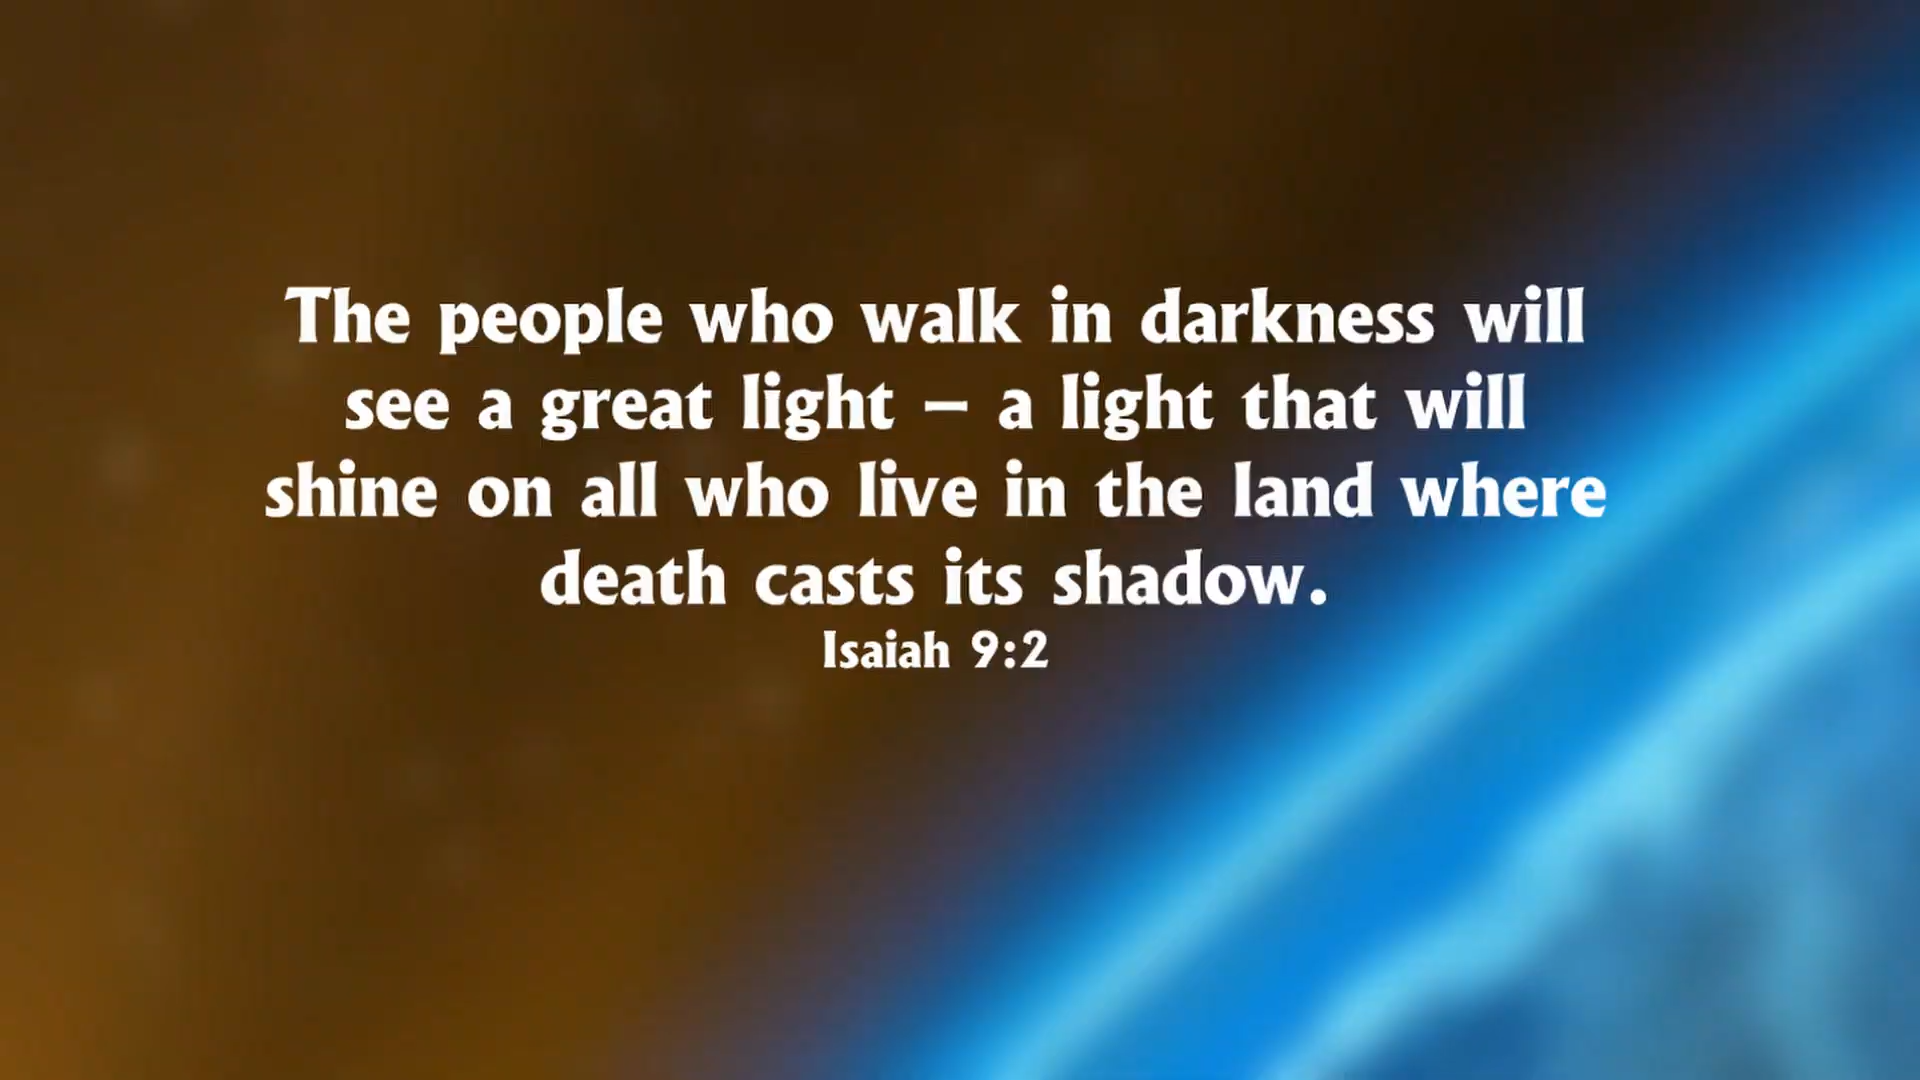 The people who walk in darkness will
see a great light – a light that will
shine on all who live in the land where
death casts its shadow.
Isaiah 9:2